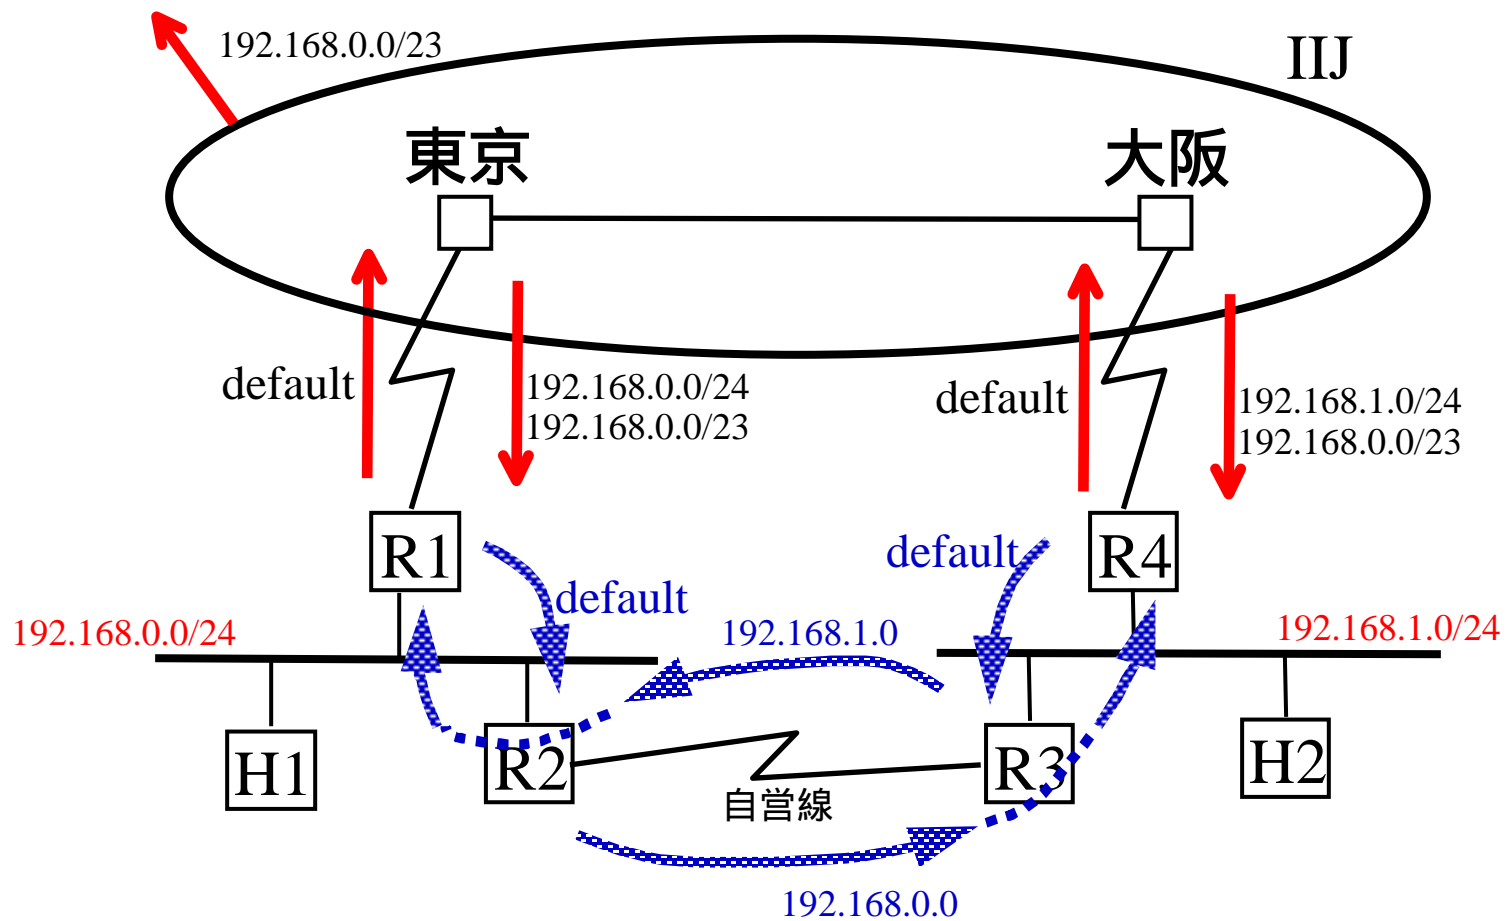 192.168.0.0/23
IIJ
東京
大阪
default
192.168.0.0/24
192.168.0.0/23
default
192.168.1.0/24
192.168.0.0/23
R1
default
R4
default
192.168.0.0/24
192.168.1.0
192.168.1.0/24
H1
R2
R3
H2
自営線
192.168.0.0